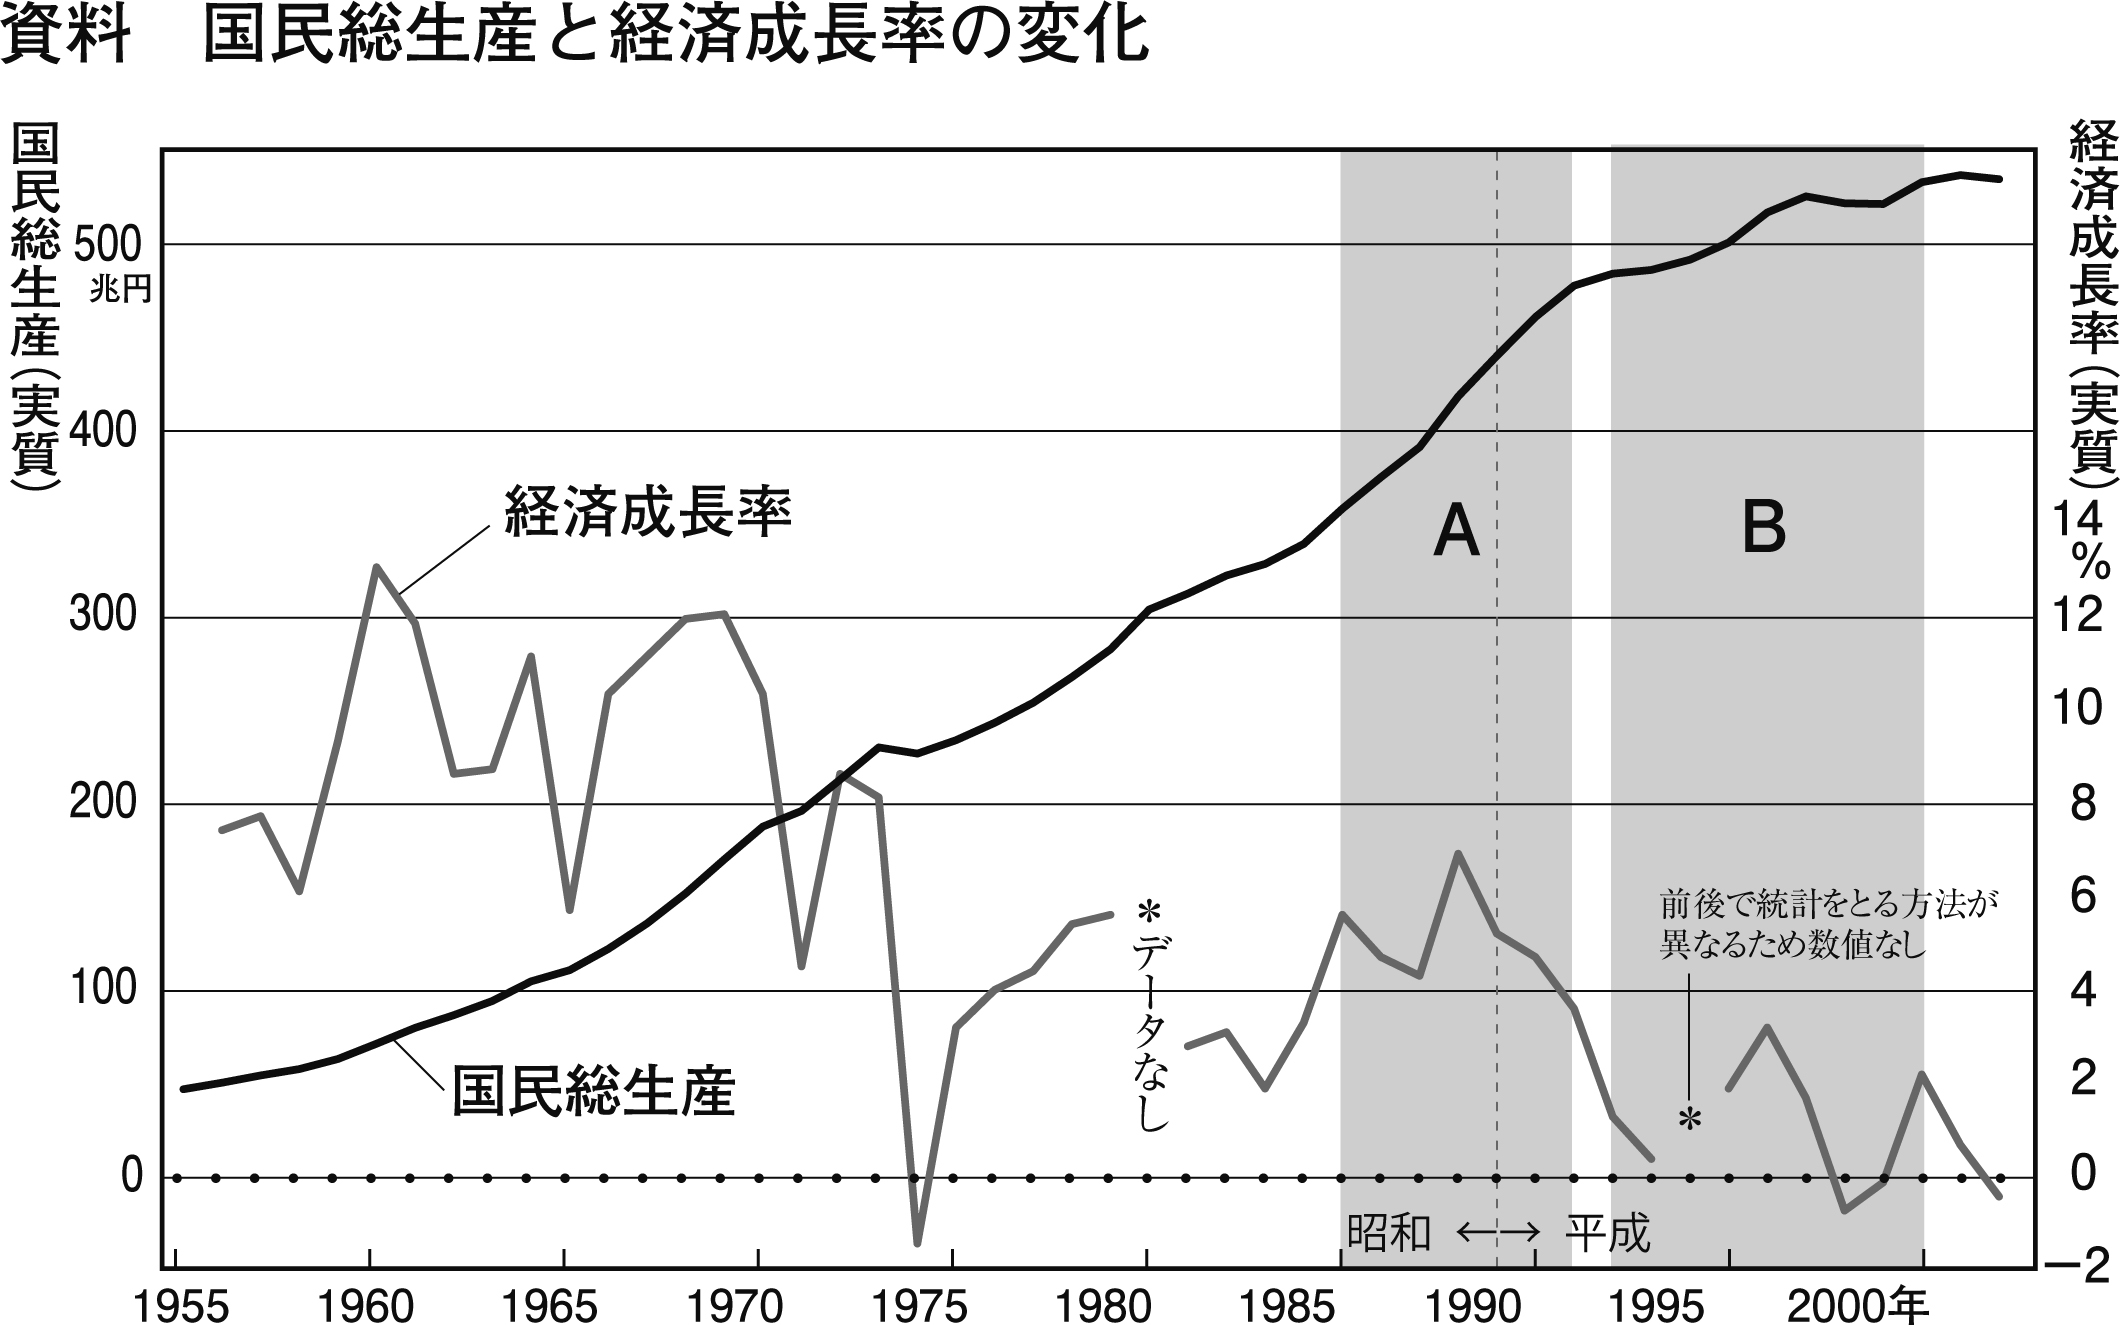 資料　国民総生産と経済成長率の変化
国民総生産（実質）
500
兆円
400
300
200
100
0
経済成長率
国民総生産
＊データなし
A
B
前後で統計をとる方法が
異なるため数値なし
＊
昭和 ←→ 平成
経済成長率（実質）
14
%
12
10
8
6
4
2
0
−2
1955 1960 1965 1970 1975 1980 1985 1990 1995 2000年